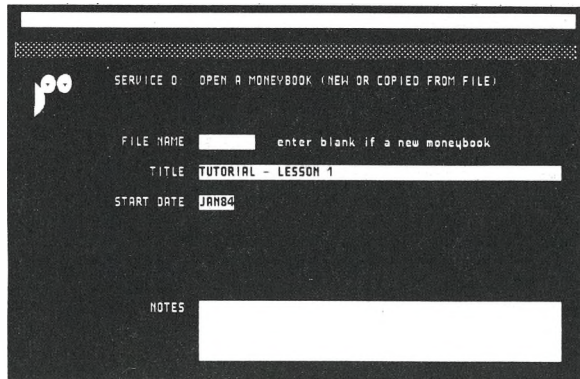 SERVICE O: OPEN A MONEYBOOK (NEW OR COPIED FROM FILE)
FILE NAME enter blank if a new moneybook
TITLE TUTORIAL - LESSON 1
START DATE JAN84
NOTES